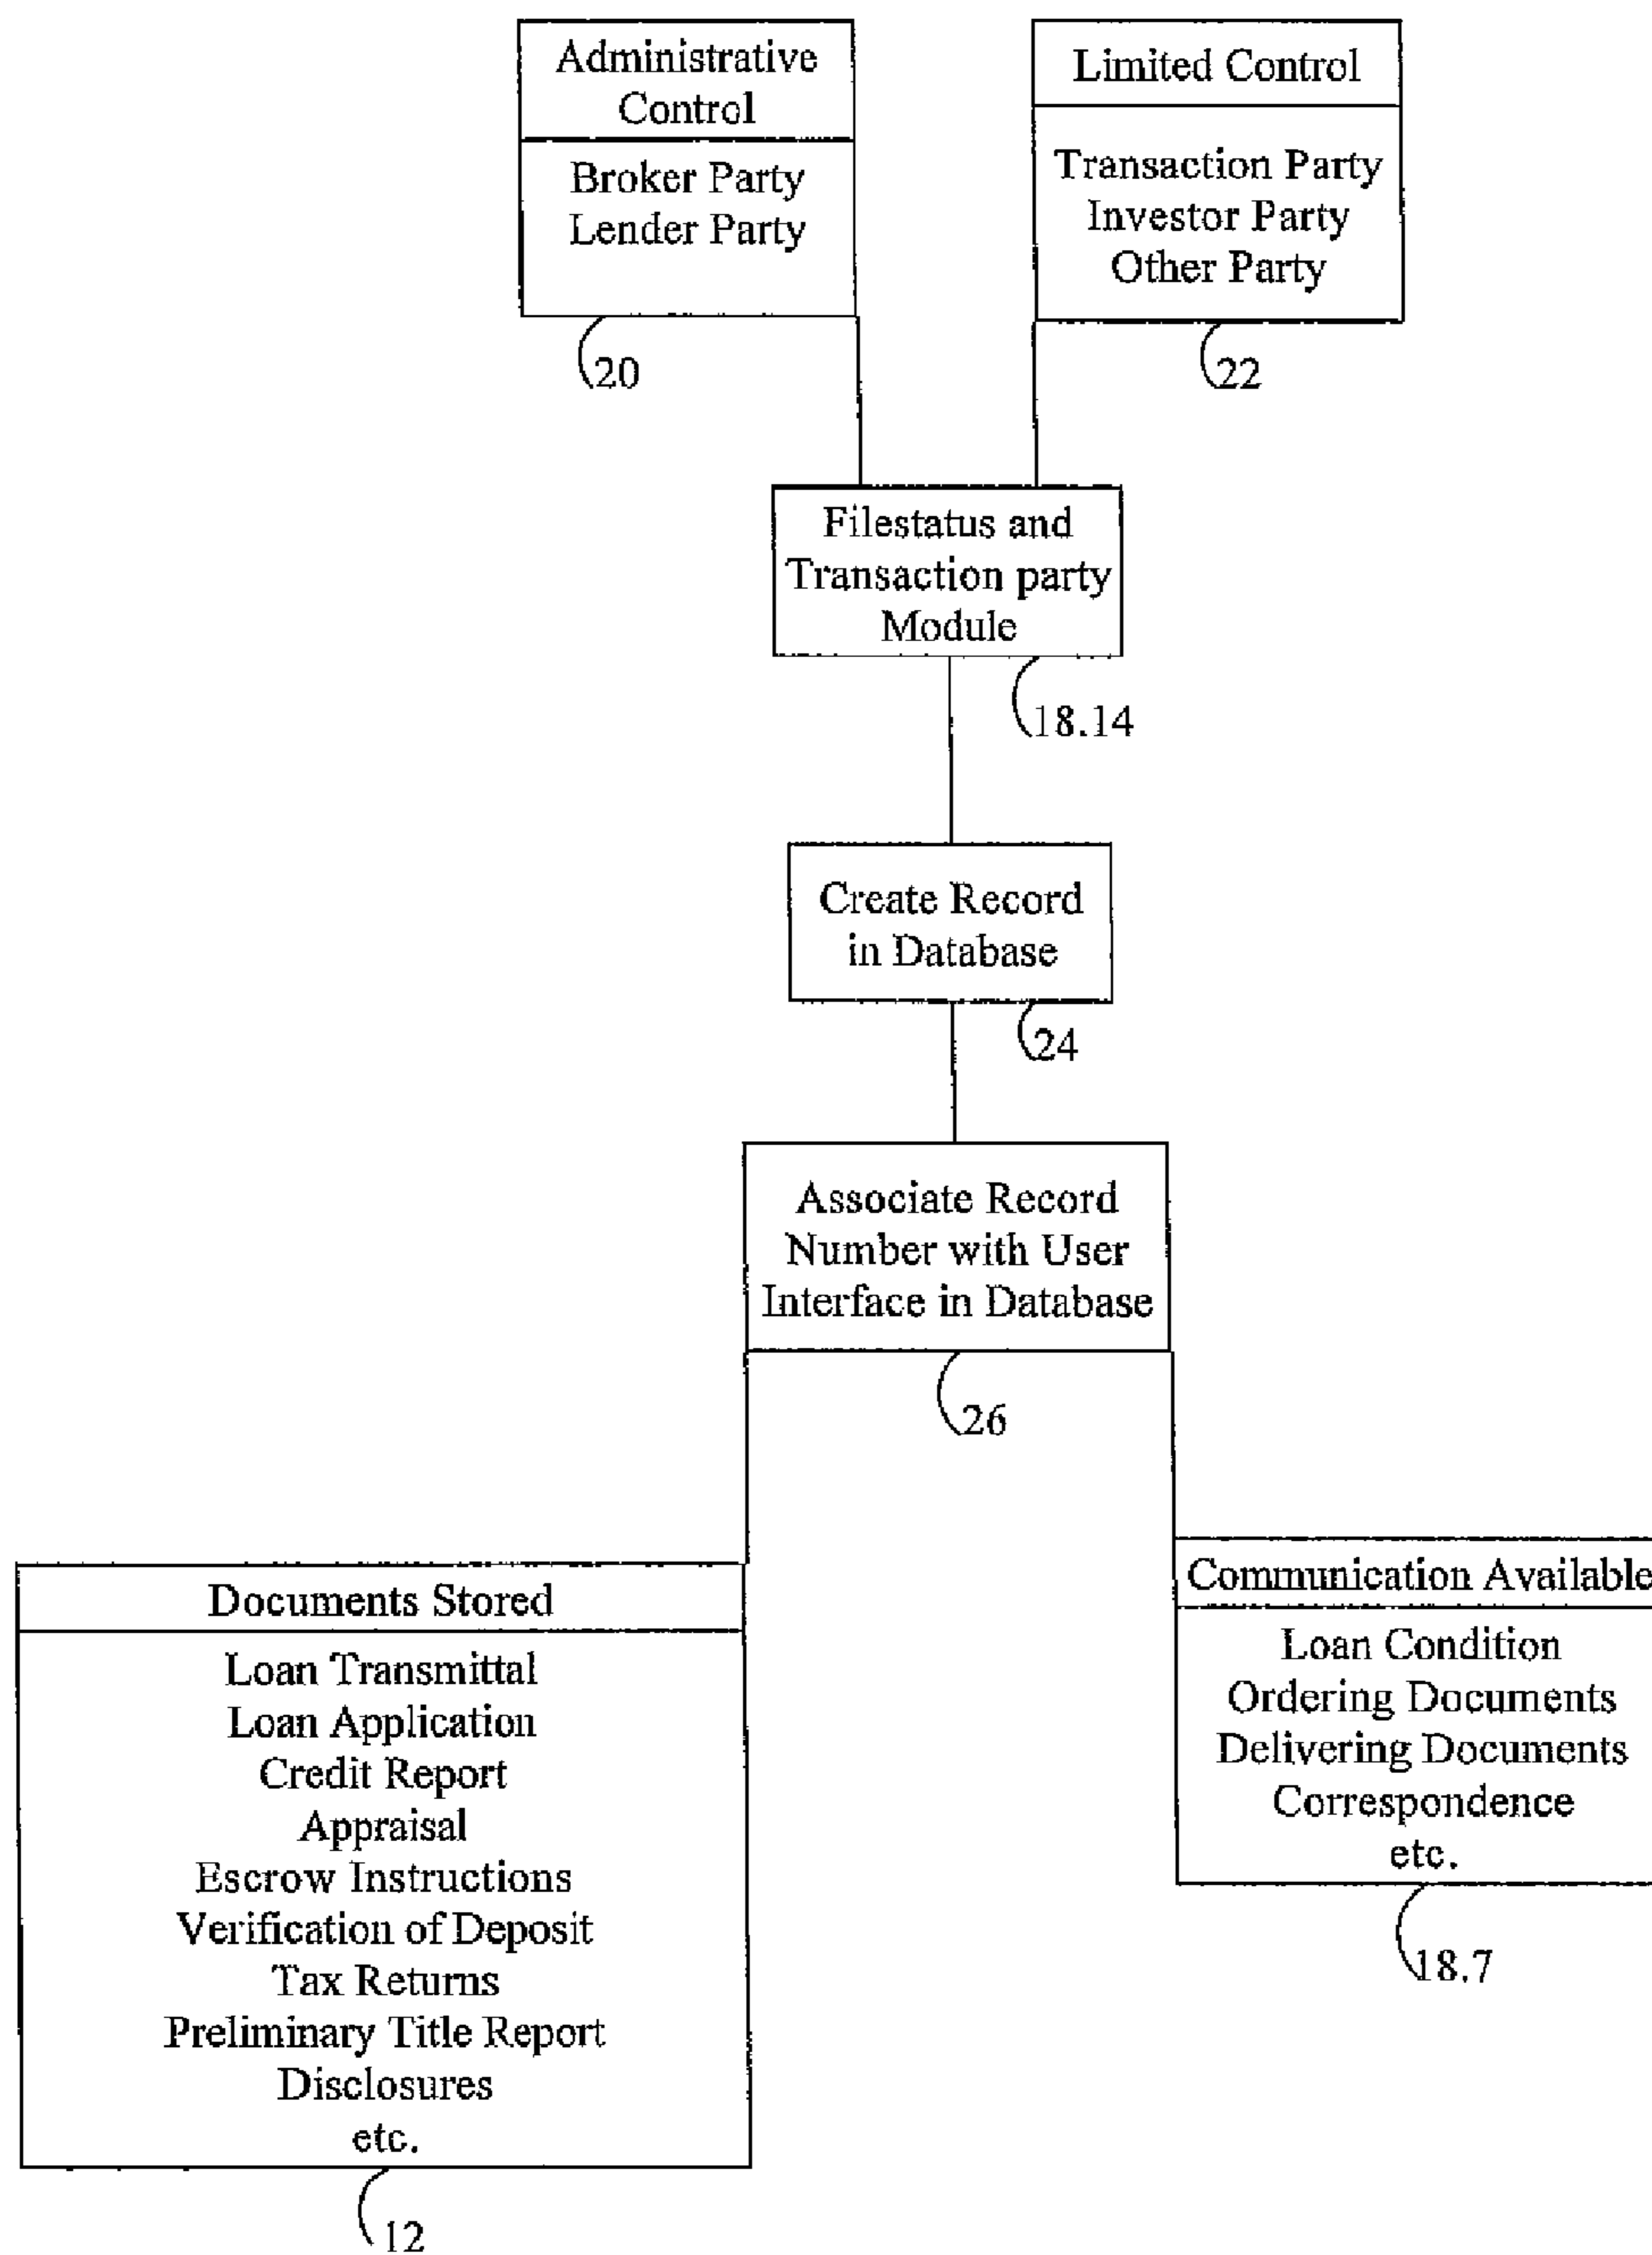 Administrative
Control
Broker Party
Lender Party
20
Limited Control
Transaction Party
Investor Party
Other Party
22
Filestatus and
Transaction party
Module
18.14
Create Record
in Database
24
Associate Record
Number with User
Interface in Database
26
Documents Stored
Loan Transmittal
Loan Application
Credit Report
Appraisal
Escrow Instructions
Verification of Deposit
Tax Returns
Preliminary Title Report
Disclosures
etc.
12
Communication Available
Loan Condition
Ordering Documents
Delivering Documents
Correspondence
etc.
18.7